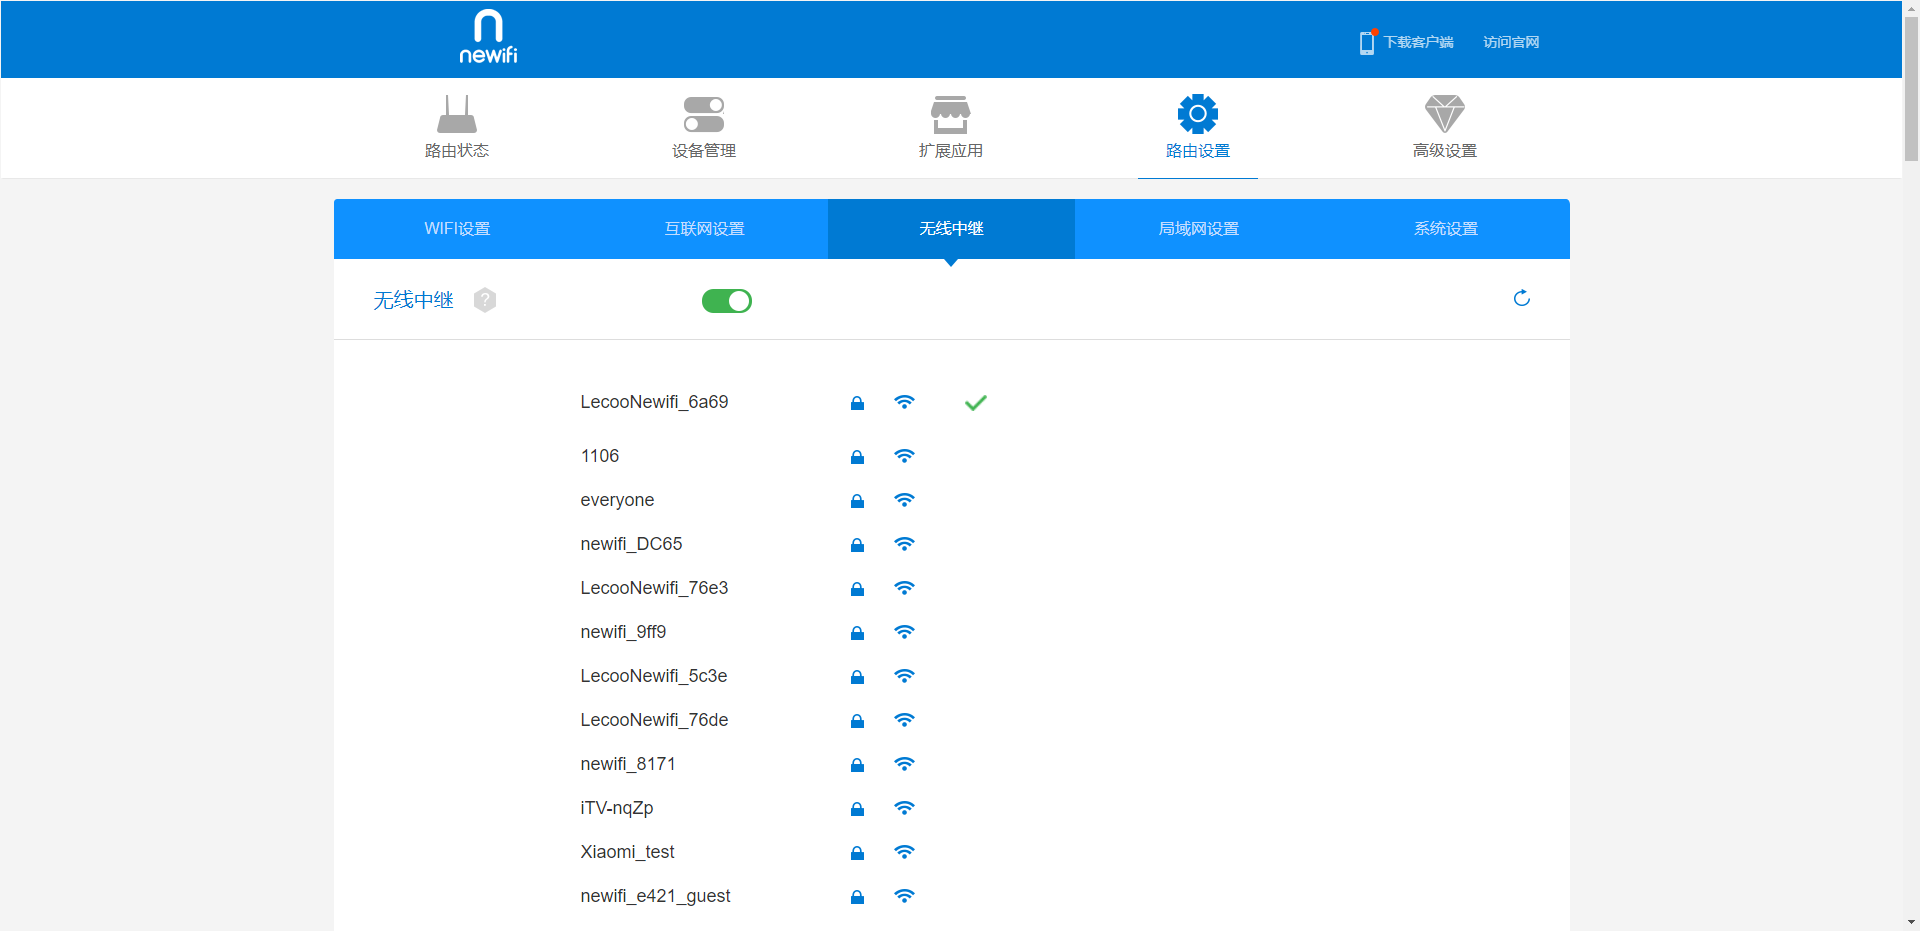 newifi
下载客户端 访问官网
路由状态 设备管理 扩展应用 路由设置 高级设置
WIFI设置 互联网设置 无线中继 局域网设置 系统设置
无线中继 ?
LecooNewifi_6a69
1106
everyone
newifi_DC65
LecooNewifi_76e3
newifi_9ff9
LecooNewifi_5c3e
LecooNewifi_76de
newifi_8171
iTV-nqZp
Xiaomi_test
newifi_e421_guest